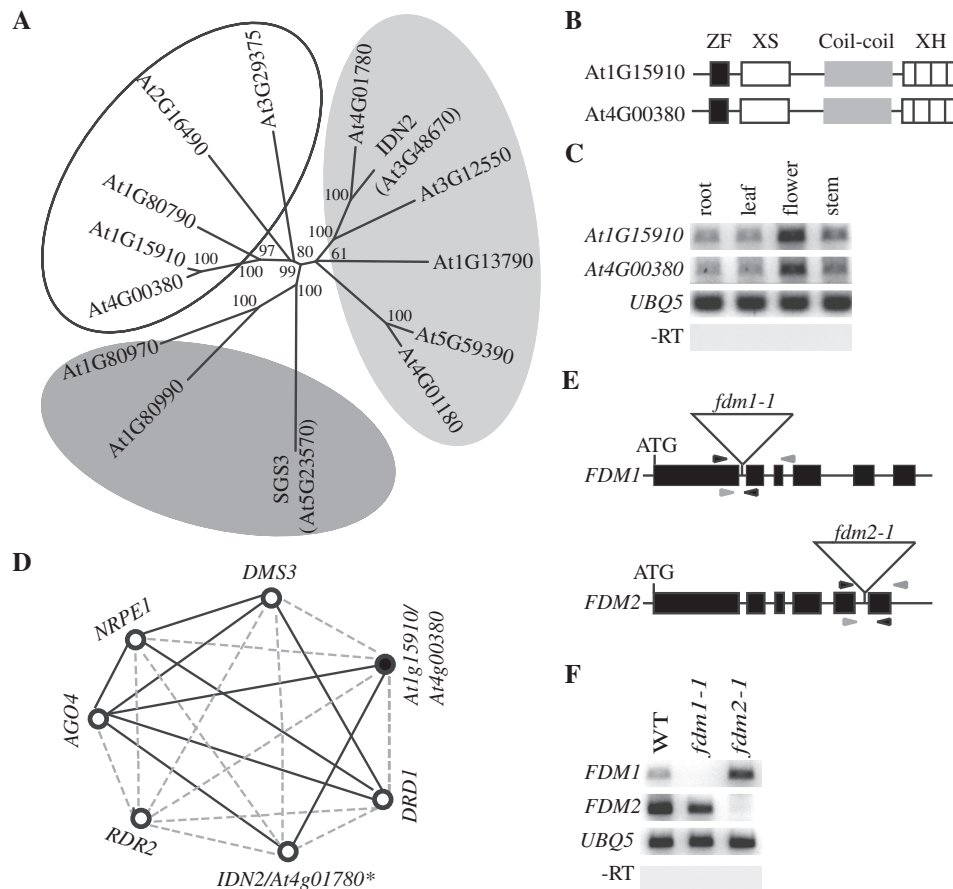 A
At3G29375
At2G16490
At1G80790
At1G15910
At4G00380
At1G80970
At1G80990
SGS3
(At5G23570)
At4G01780
IDN2
(At3G48670)
At3G12550
At1G13790
At5G59390
At4G01180
100
100
97
99
80
100
100
100
61
100
100
B
ZF XS Coil-coil XH
At1G15910
At4G00380
C
root leaf flower stem
At1G15910
At4G00380
UBQ5
-RT
D
DMS3
NRPE1
At1g15910/
At4g00380
AGO4
DRD1
RDR2
IDN2/At4g01780*
E
fdm1-1
ATG
FDM1
fdm2-1
ATG
FDM2
F
WT fdm1-1 fdm2-1
FDM1
FDM2
UBQ5
-RT